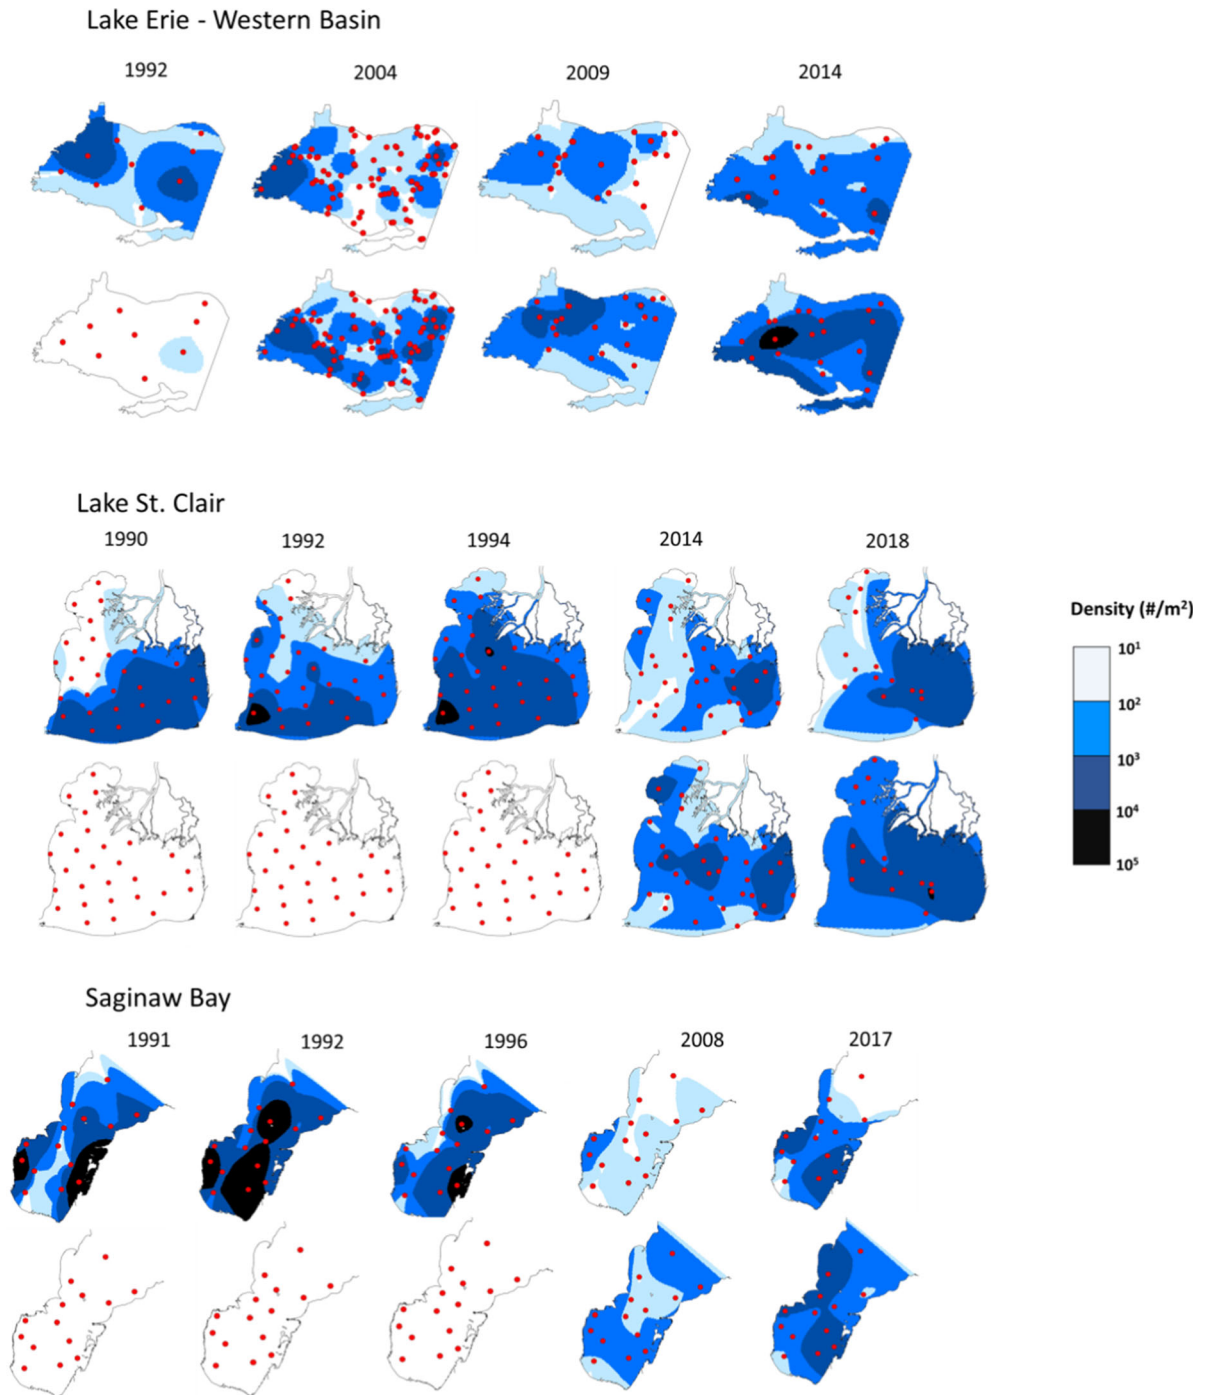 Lake Erie - Western Basin
1992 2004 2009 2014
Lake St. Clair
1990 1992 1994 2014 2018
Density (#/m²)
10¹
10²
10³
10⁴
10⁵
Saginaw Bay
1991 1992 1996 2008 2017